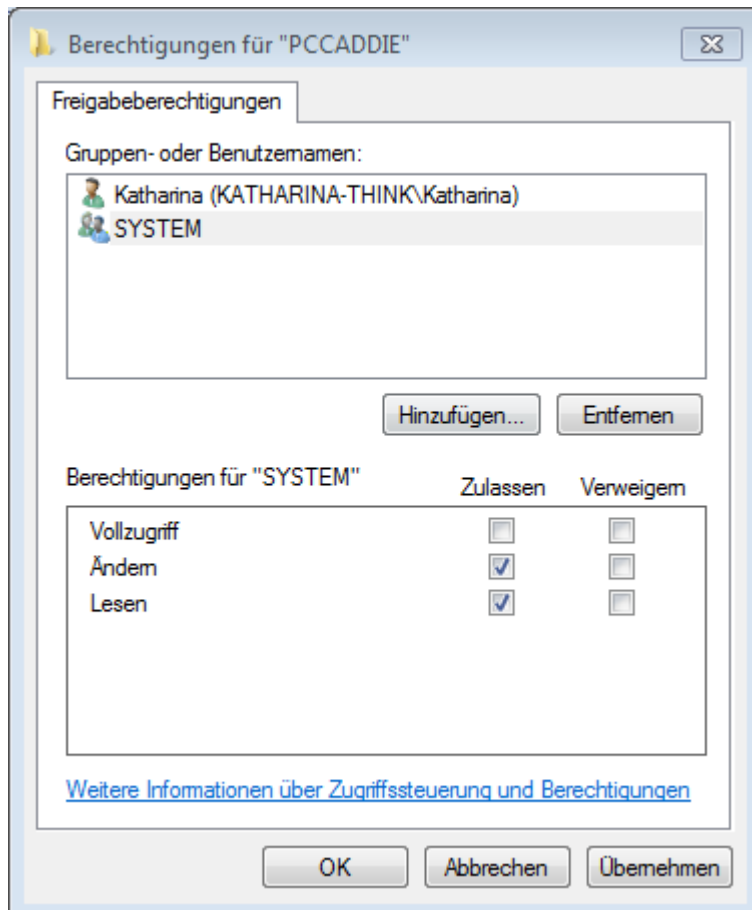 Berechtigungen für "PCCADDIE"
Freigabeberechtigungen
Gruppen- oder Benutzernamen:
Katharina (KATHARINA-THINK\Katharina)
SYSTEM
Hinzufügen... Entfernen
Berechtigungen für "SYSTEM" Zulassen Verweigern
Vollzugriff
Ändern
Lesen
Weitere Informationen über Zugriffssteuerung und Berechtigungen
OK Abbrechen Übernehmen